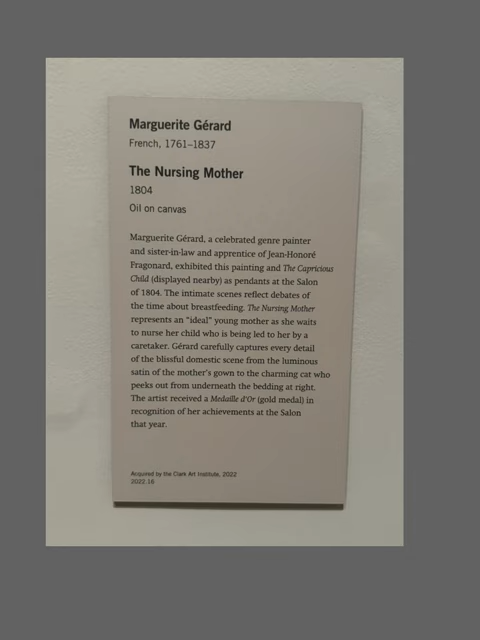 Marguerite Gérard
French, 1761–1837
The Nursing Mother
1804
Oil on canvas
Marguerite Gérard, a celebrated genre painter
and sister-in-law and apprentice of Jean-Honoré
Fragonard, exhibited this painting and The Capricious
Child (displayed nearby) as pendants at the Salon
of 1804. The intimate scenes reflect debates of
the time about breastfeeding. The Nursing Mother
represents an “ideal” young mother as she waits
to nurse her child who is being led to her by a
caretaker. Gérard carefully captures every detail
of the blissful domestic scene from the luminous
satin of the mother’s gown to the charming cat who
peeks out from underneath the bedding at right.
The artist received a Medaille d’Or (gold medal) in
recognition of her achievements at the Salon
that year.
Acquired by the Clark Art Institute, 2022
2022.16